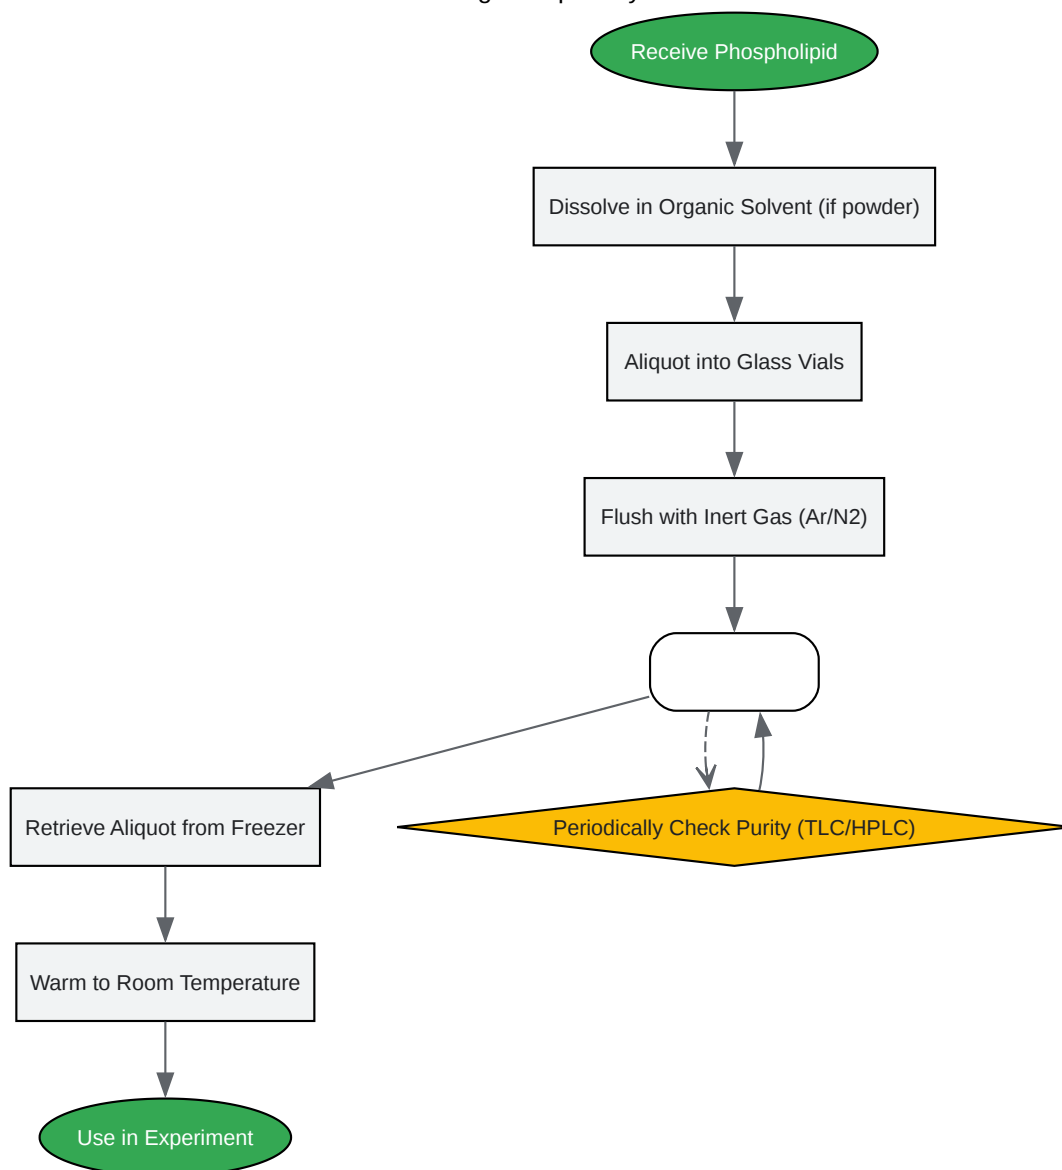 Receive Phospholipid
Dissolve in Organic Solvent (if powder)
Aliquot into Glass Vials
Flush with Inert Gas (Ar/N2)
Retrieve Aliquot from Freezer
Periodically Check Purity (TLC/HPLC)
Warm to Room Temperature
Use in Experiment